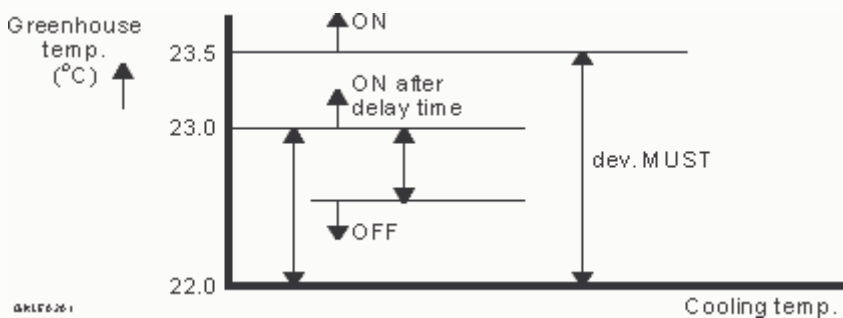 Greenhouse
temp.
(°C)
ON
23.5
ON after
delay time
23.0
dev. MUST
OFF
22.0
Cooling temp.